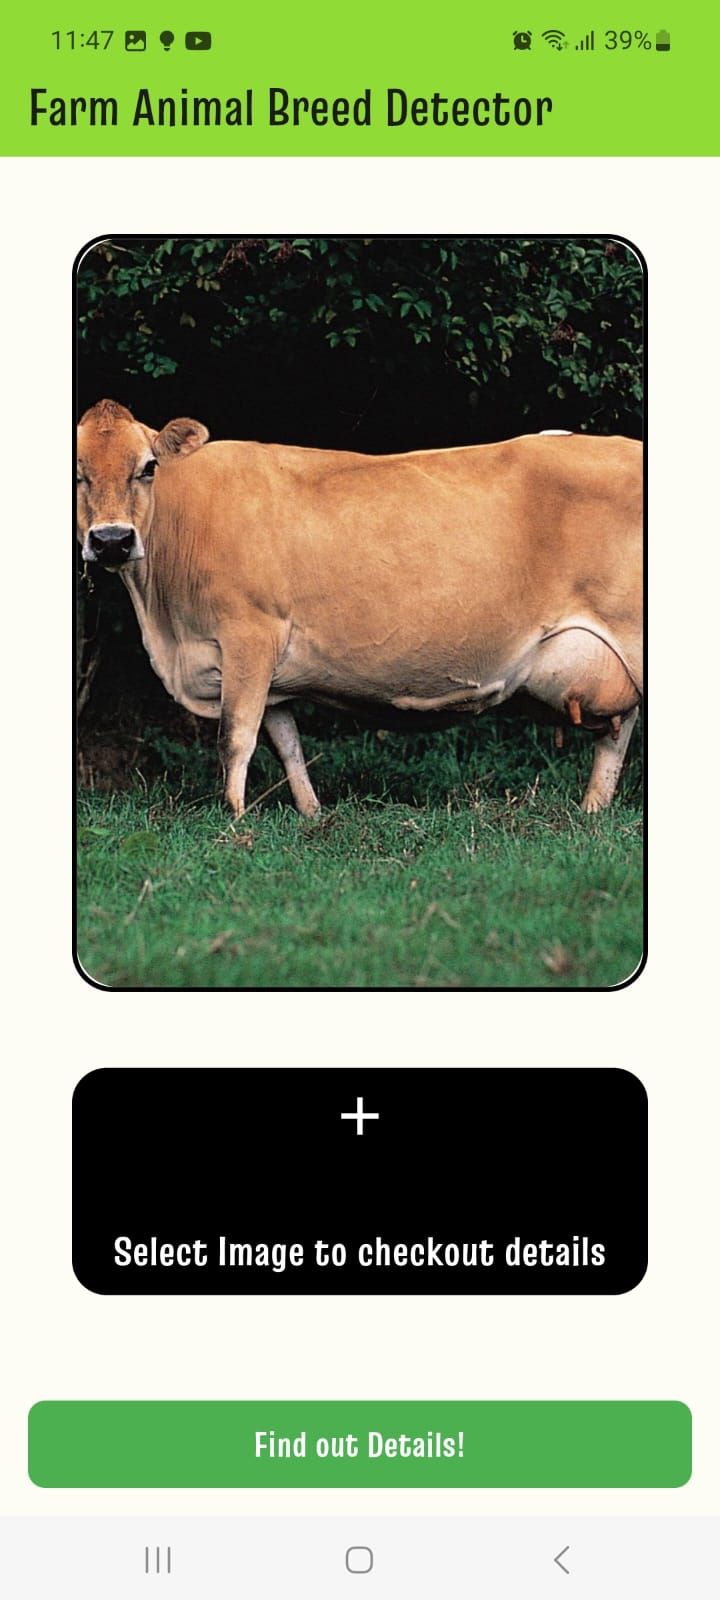 11:47 39%
Farm Animal Breed Detector
Select Image to checkout details
Find out Details!